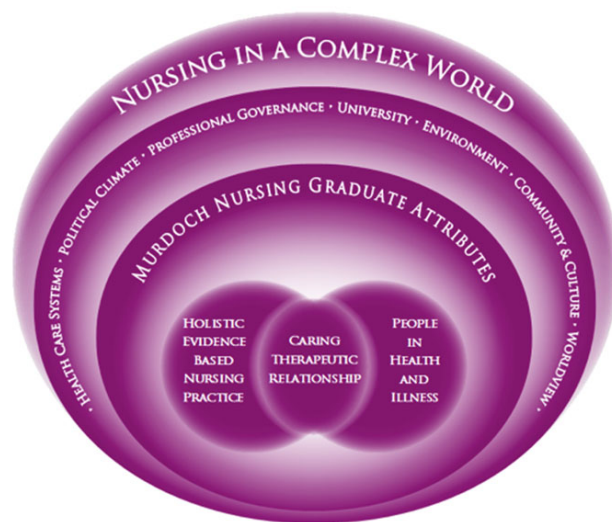 NURSING IN A COMPLEX WORLD
· HEALTH CARE SYSTEMS · POLITICAL CLIMATE · PROFESSIONAL GOVERNANCE · UNIVERSITY · ENVIRONMENT · COMMUNITY & CULTURE · WORLDVIEW ·
MURDOCH NURSING GRADUATE ATTRIBUTES
HOLISTIC
EVIDENCE
BASED
NURSING
PRACTICE
CARING
THERAPEUTIC
RELATIONSHIP
PEOPLE
IN
HEALTH
AND
ILLNESS